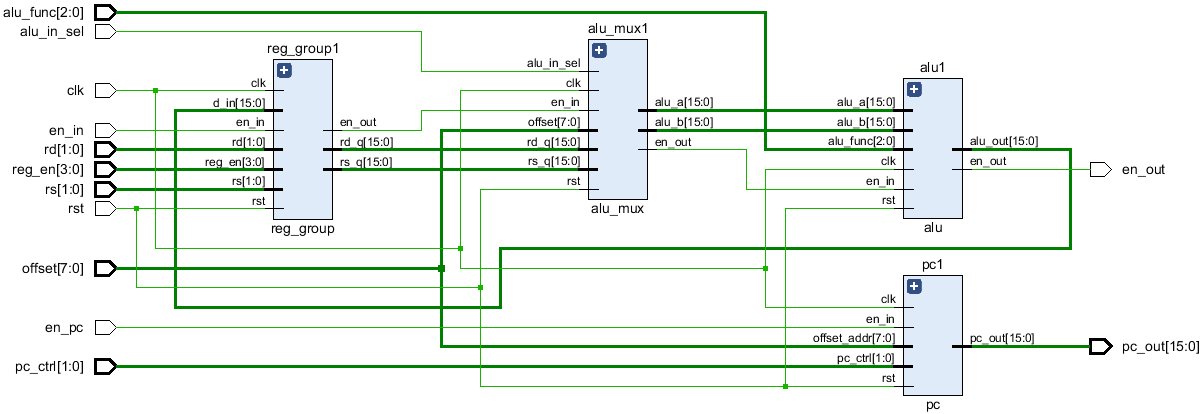 alu_func[2:0]
alu_in_sel
clk
en_in
rd[1:0]
reg_en[3:0]
rs[1:0]
rst
offset[7:0]
en_pc
pc_ctrl[1:0]
reg_group1
clk
d_in[15:0]
en_in
rd[1:0]
reg_en[3:0]
rs[1:0]
rst
en_out
rd_q[15:0]
rs_q[15:0]
reg_group
alu_mux1
alu_in_sel
clk
en_in
offset[7:0]
rd_q[15:0]
rs_q[15:0]
rst
alu_a[15:0]
alu_b[15:0]
en_out
alu_mux
alu1
alu_a[15:0]
alu_b[15:0]
alu_func[2:0]
clk
en_in
rst
alu_out[15:0]
en_out
alu
pc1
clk
en_in
offset_addr[7:0]
pc_ctrl[1:0]
rst
pc_out[15:0]
pc
en_out
pc_out[15:0]